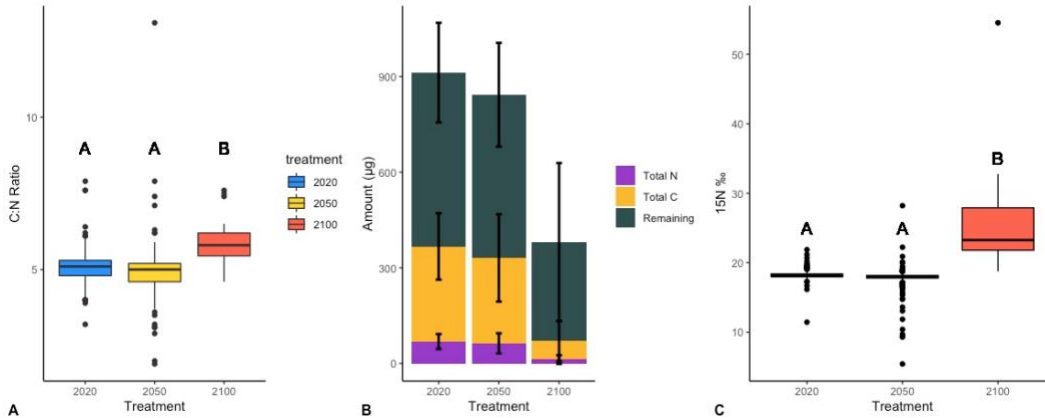 C:N Ratio
10
5
A
A
B
2020
2050
2100
Treatment
treatment
2020
2050
2100
A
Amount (µg)
900
600
300
0
2020
2050
2100
Treatment
Total N
Total C
Remaining
B
15N ‰
50
40
30
20
10
A
A
B
2020
2050
2100
Treatment
C